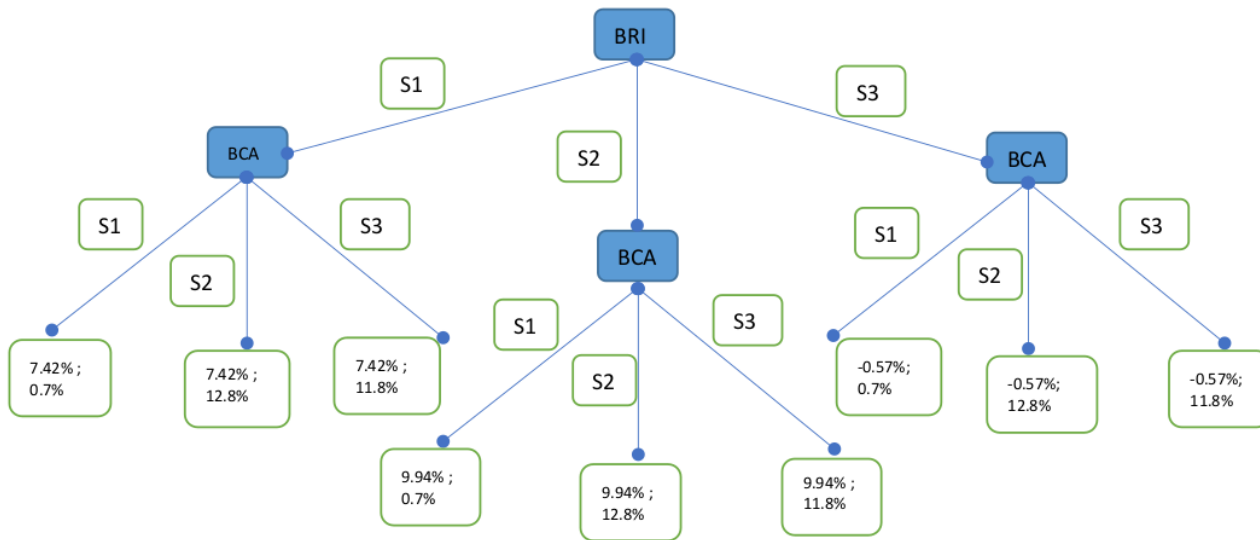 BRI
S1
S3
S2
BCA
BCA
S1
S3
S2
BCA
S1
S3
S2
S1
S3
S2
7.42% ;
0.7%
7.42% ;
12.8%
7.42% ;
11.8%
9.94% ;
0.7%
9.94% ;
12.8%
9.94% ;
11.8%
-0.57%;
0.7%
-0.57%;
12.8%
-0.57%;
11.8%